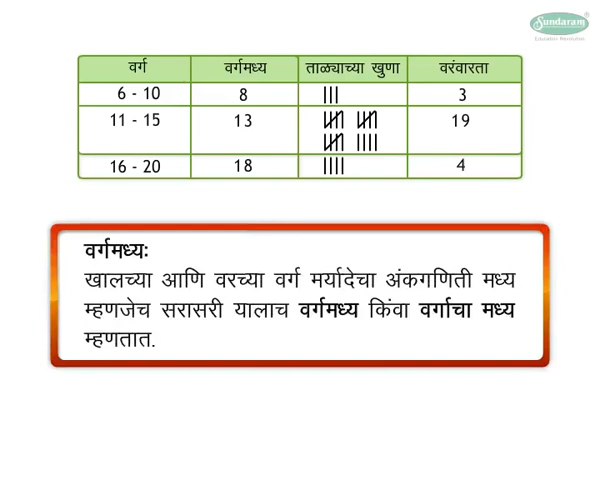 Sundaram
Education Revolution
वर्ग वर्गमध्य ताळ्याच्या खुणा वरंवारता
6 - 10 8 3
11 - 15 13 19
16 - 20 18 4
वर्गमध्यः
खालच्या आणि वरच्या वर्ग मर्यादेचा अंकगणिती मध्य
म्हणजेच सरासरी यालाच वर्गमध्य किंवा वर्गाचा मध्य
म्हणतात.